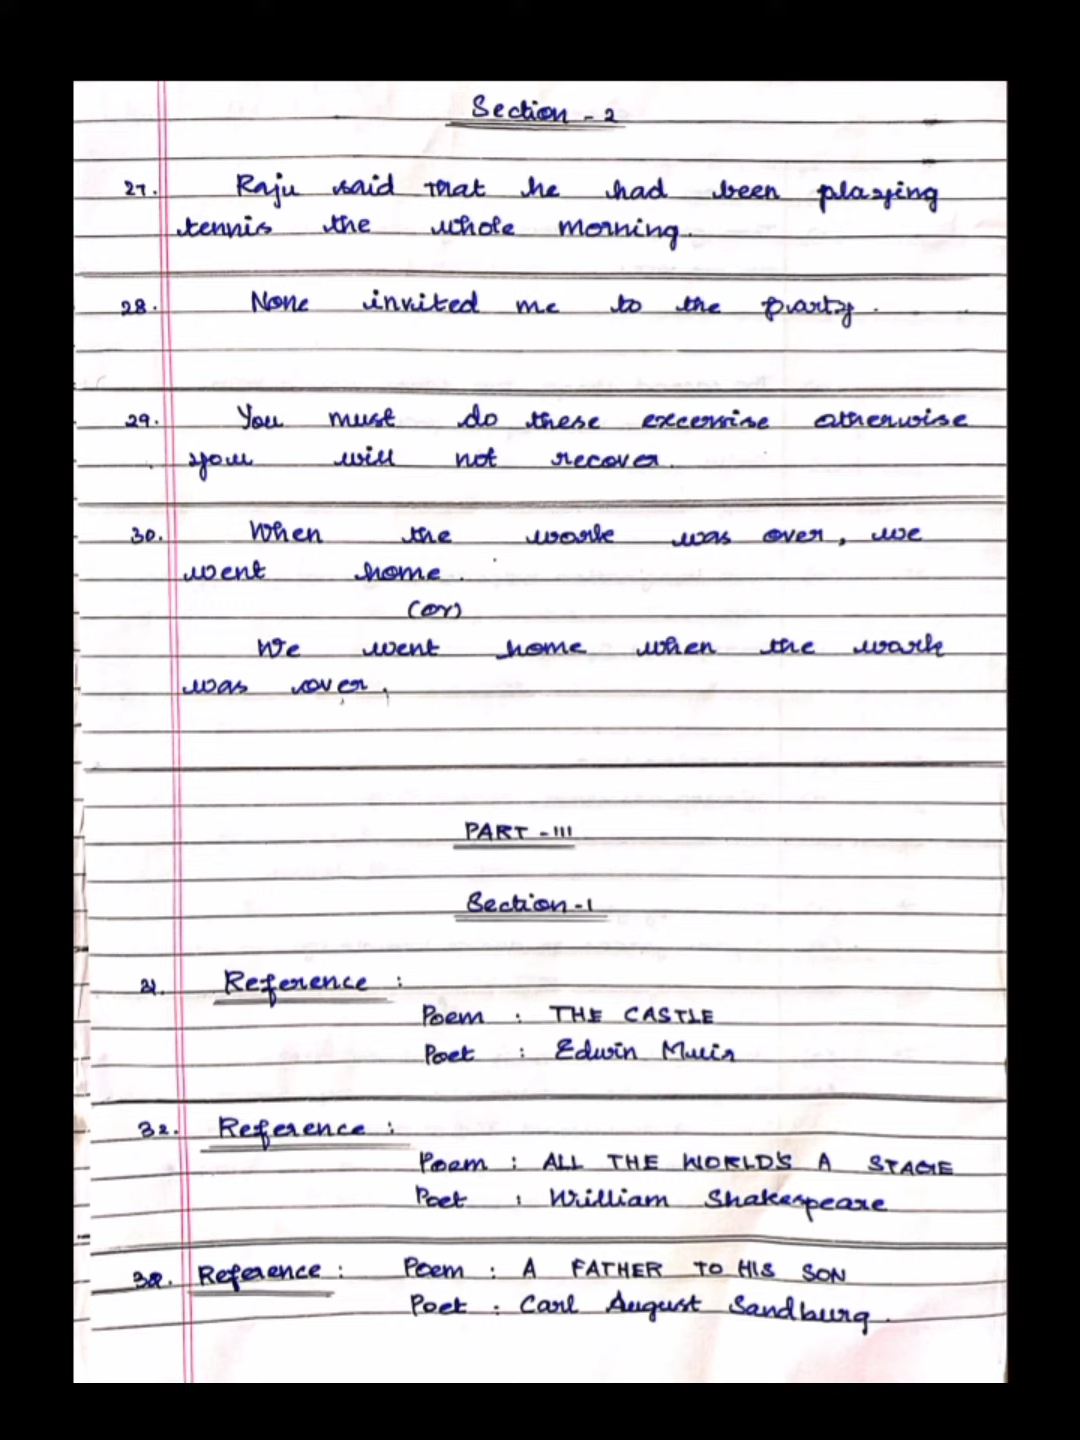 Section - 2
27. Raju said that he had been playing
tennis the whole morning.
28. None invited me to the party.
29. You must do these excersise otherwise
you will not recover.
30. When the work was over, we
went home.
(or)
We went home when the work
was over.
PART - III
Section - 1
31. Reference :
Poem : THE CASTLE
Poet : Edwin Muir
32. Reference :
Poem : ALL THE WORLD'S A STAGE
Poet : William Shakespeare
Reference : Poem : A FATHER TO HIS SON
Poet : Carl August Sandburg.